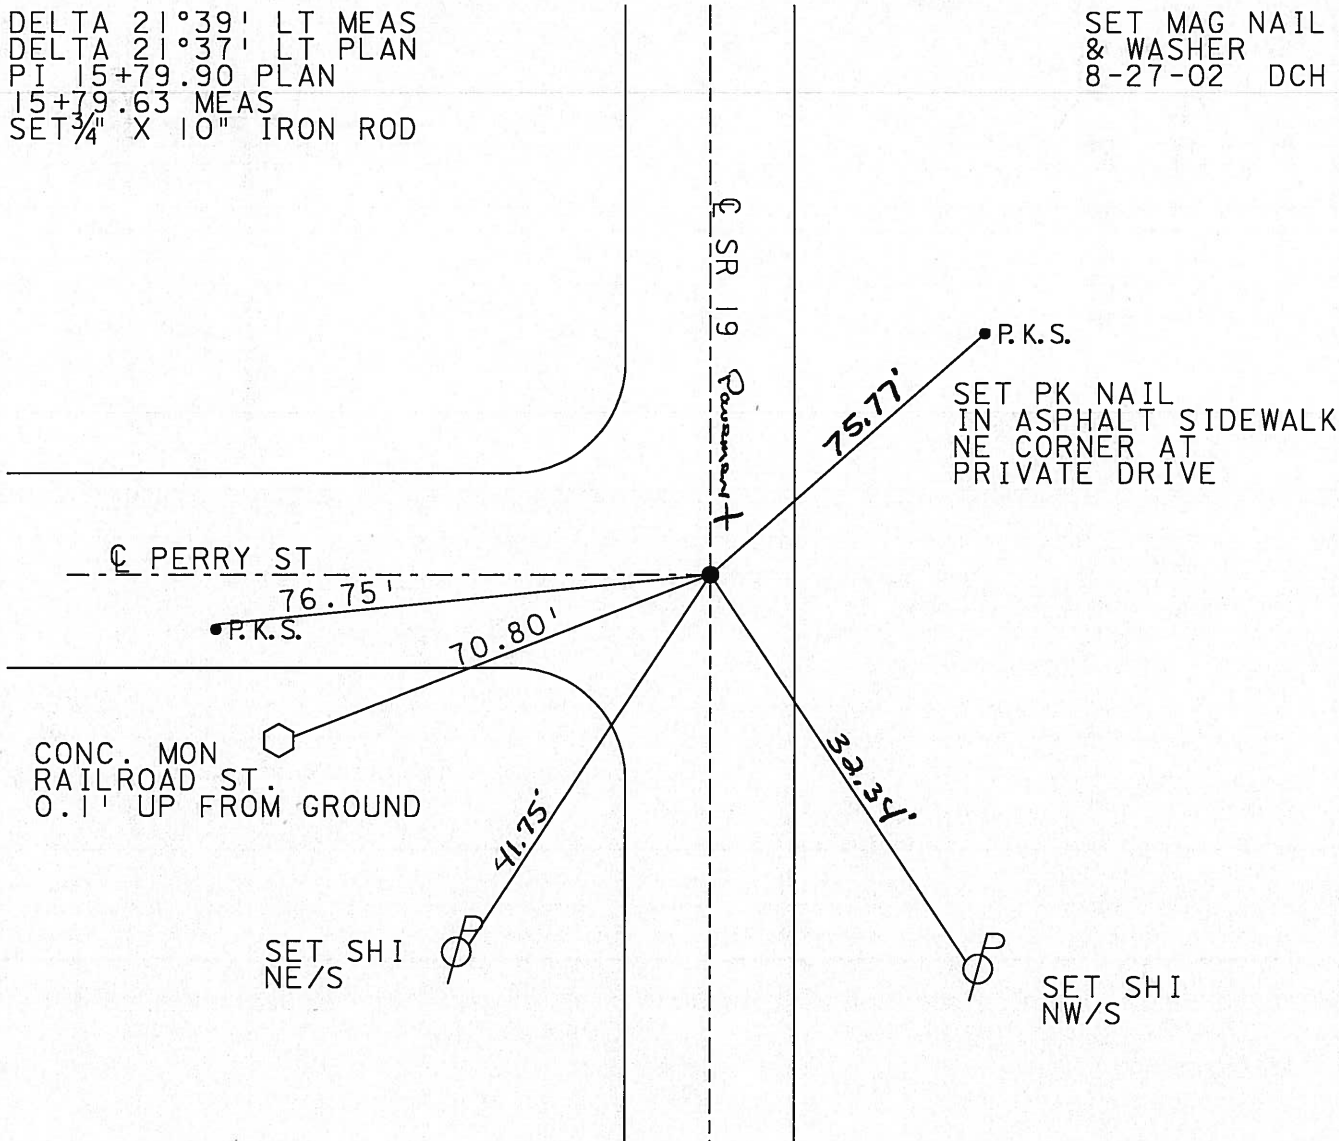 DELTA 21°39' LT MEAS
DELTA 21°37' LT PLAN
PI 15+79.90 PLAN
15+79.63 MEAS
SET 3/4" X 10" IRON ROD
SET MAG NAIL
& WASHER
8-27-02 DCH
℄ SR 19 Pavement
P.K.S.
75.77'
SET PK NAIL
IN ASPHALT SIDEWALK
NE CORNER AT
PRIVATE DRIVE
℄ PERRY ST
76.75'
P.K.S.
70.80'
CONC. MON
RAILROAD ST.
0.1' UP FROM GROUND
41.75'
32.34'
SET SHI
NE/S
SET SHI
NW/S